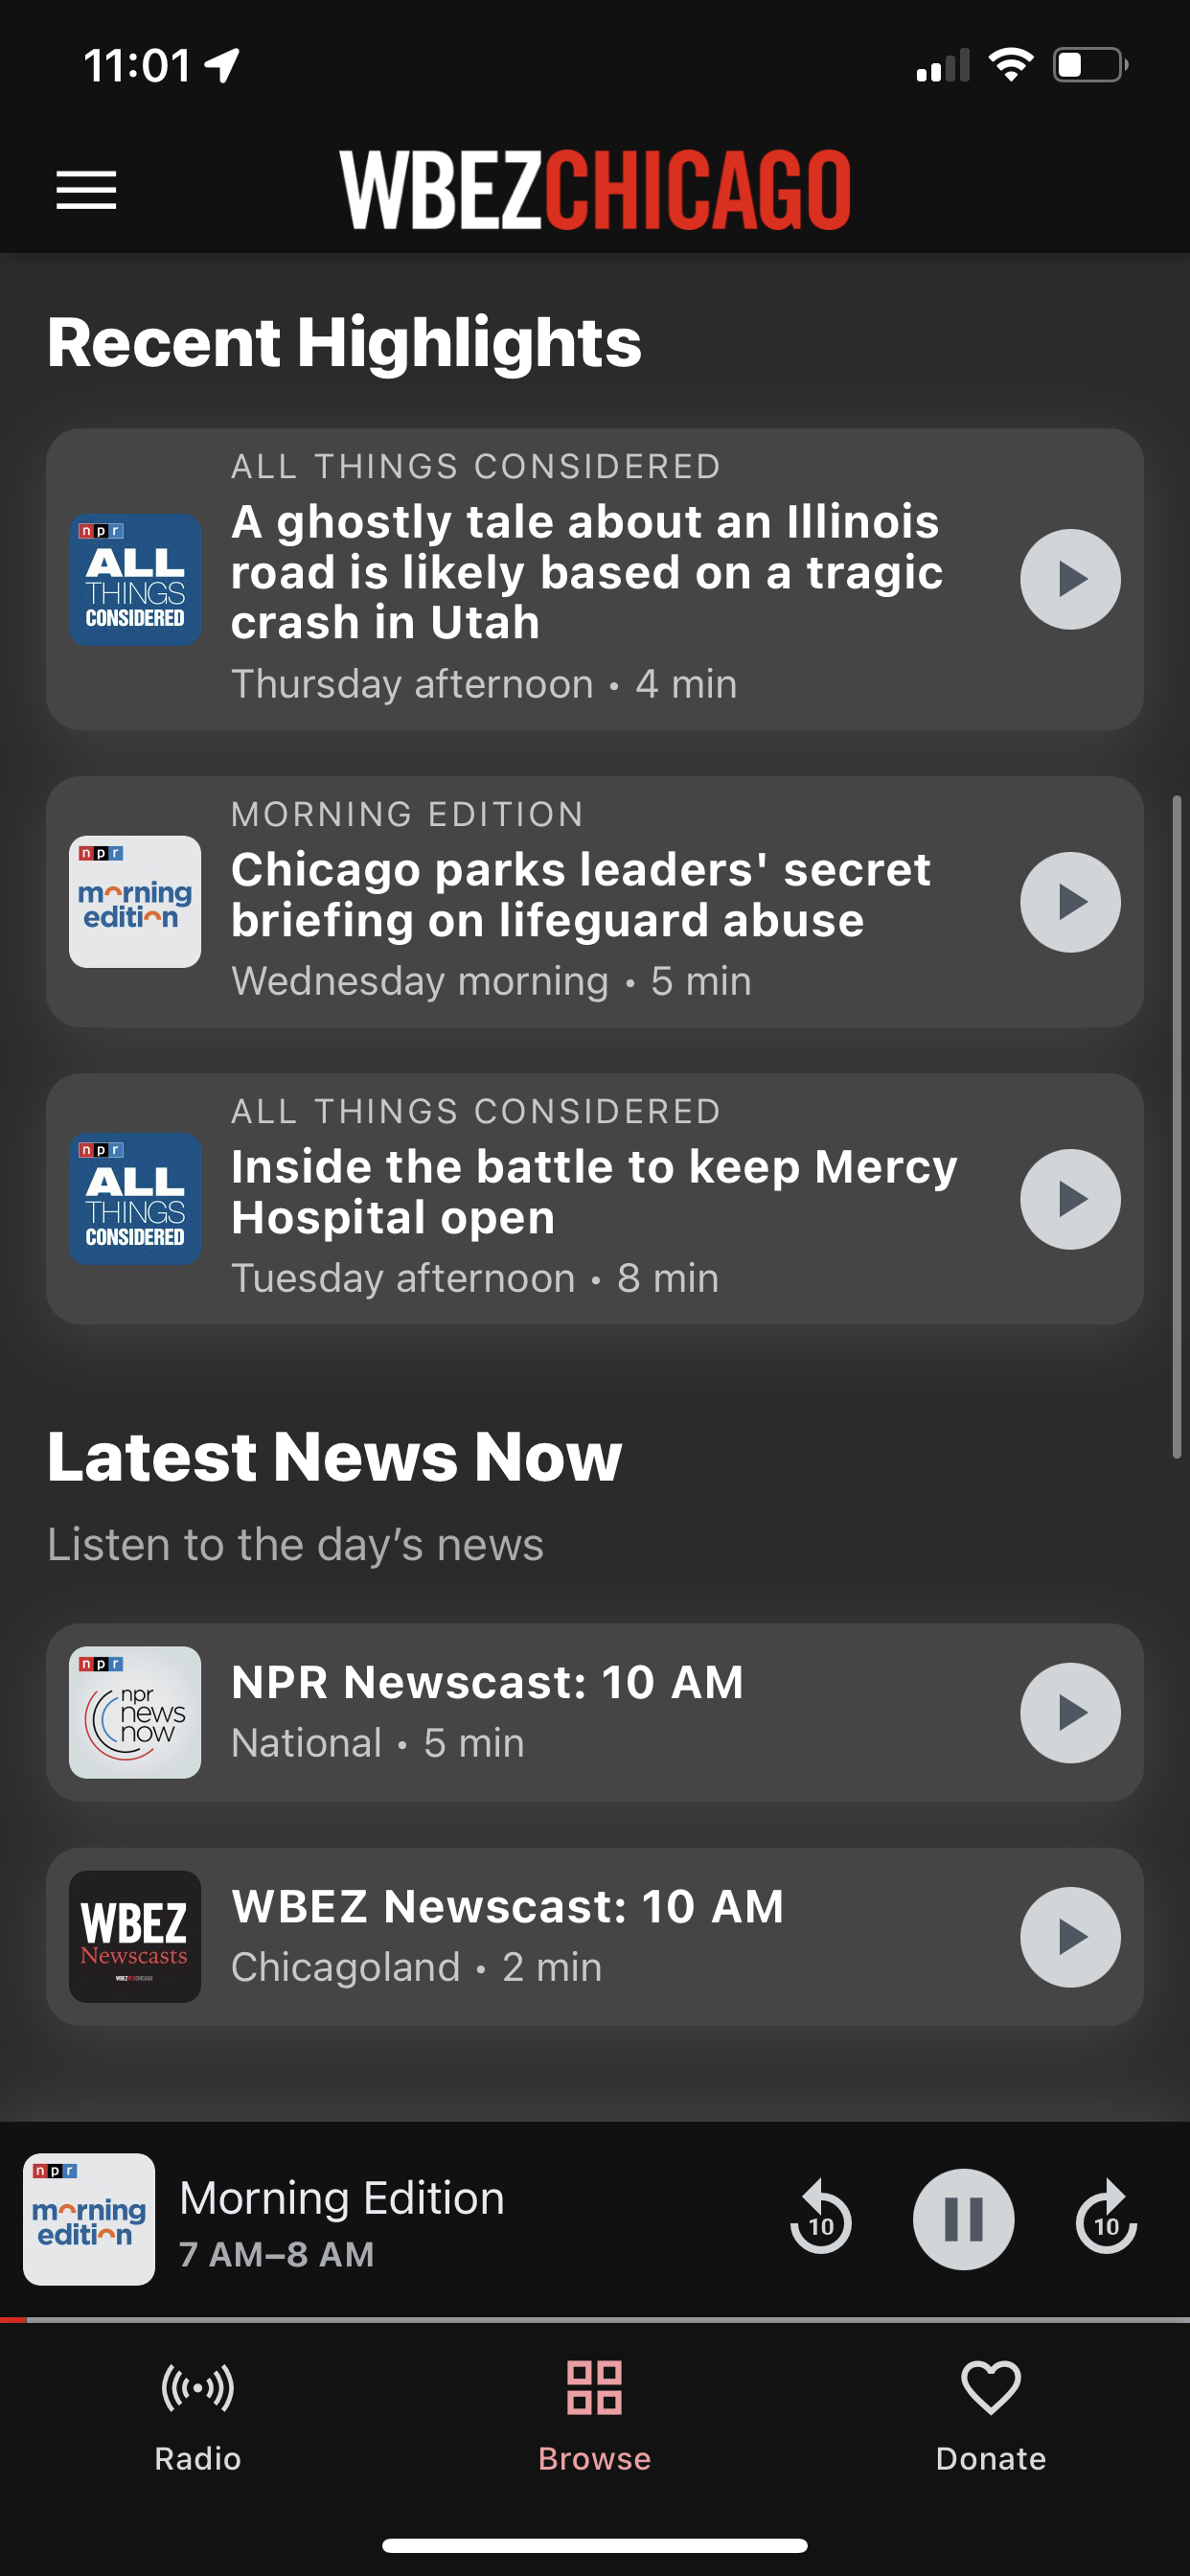 11:01
WBEZCHICAGO
Recent Highlights
ALL THINGS CONSIDERED
npr
ALL
THINGS
CONSIDERED
A ghostly tale about an Illinois
road is likely based on a tragic
crash in Utah
Thursday afternoon • 4 min
MORNING EDITION
npr
morning
edition
Chicago parks leaders' secret
briefing on lifeguard abuse
Wednesday morning • 5 min
ALL THINGS CONSIDERED
npr
ALL
THINGS
CONSIDERED
Inside the battle to keep Mercy
Hospital open
Tuesday afternoon • 8 min
Latest News Now
Listen to the day’s news
npr
npr
news
now
NPR Newscast: 10 AM
National • 5 min
WBEZ
Newscasts
WBEZ Newscast: 10 AM
Chicagoland • 2 min
npr
morning
edition
Morning Edition
7 AM–8 AM
10
10
Radio
Browse
Donate